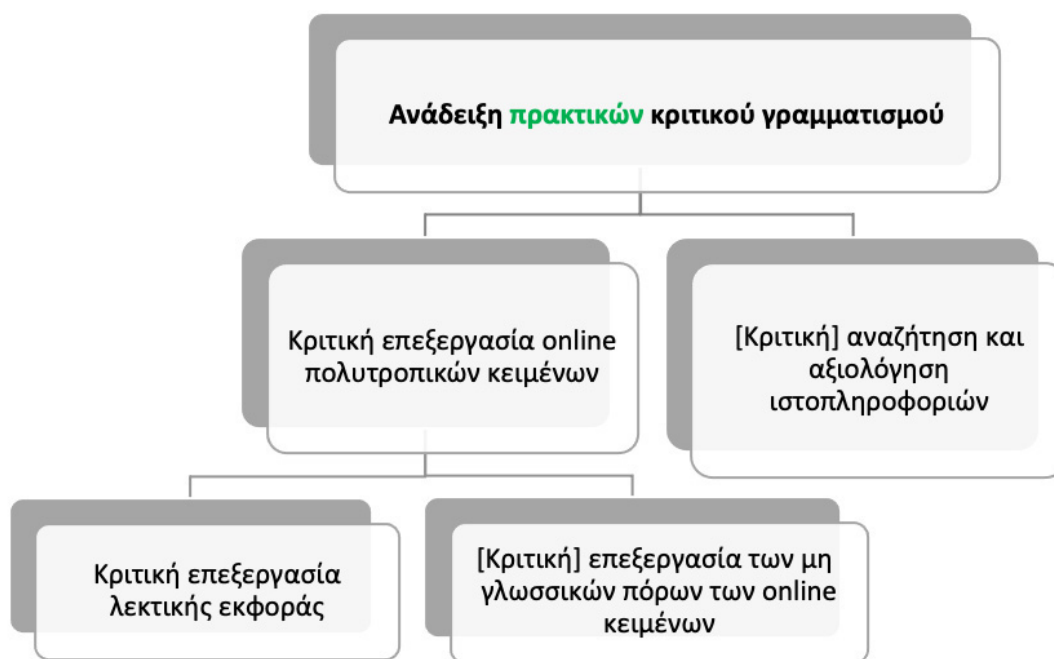 Ανάδειξη πρακτικών κριτικού γραμματισμού
Κριτική επεξεργασία online
πολυτροπικών κειμένων
[Κριτική] αναζήτηση και
αξιολόγηση
ιστοπληροφοριών
Κριτική επεξεργασία
λεκτικής εκφοράς
[Κριτική] επεξεργασία των μη
γλωσσικών πόρων των online
κειμένων